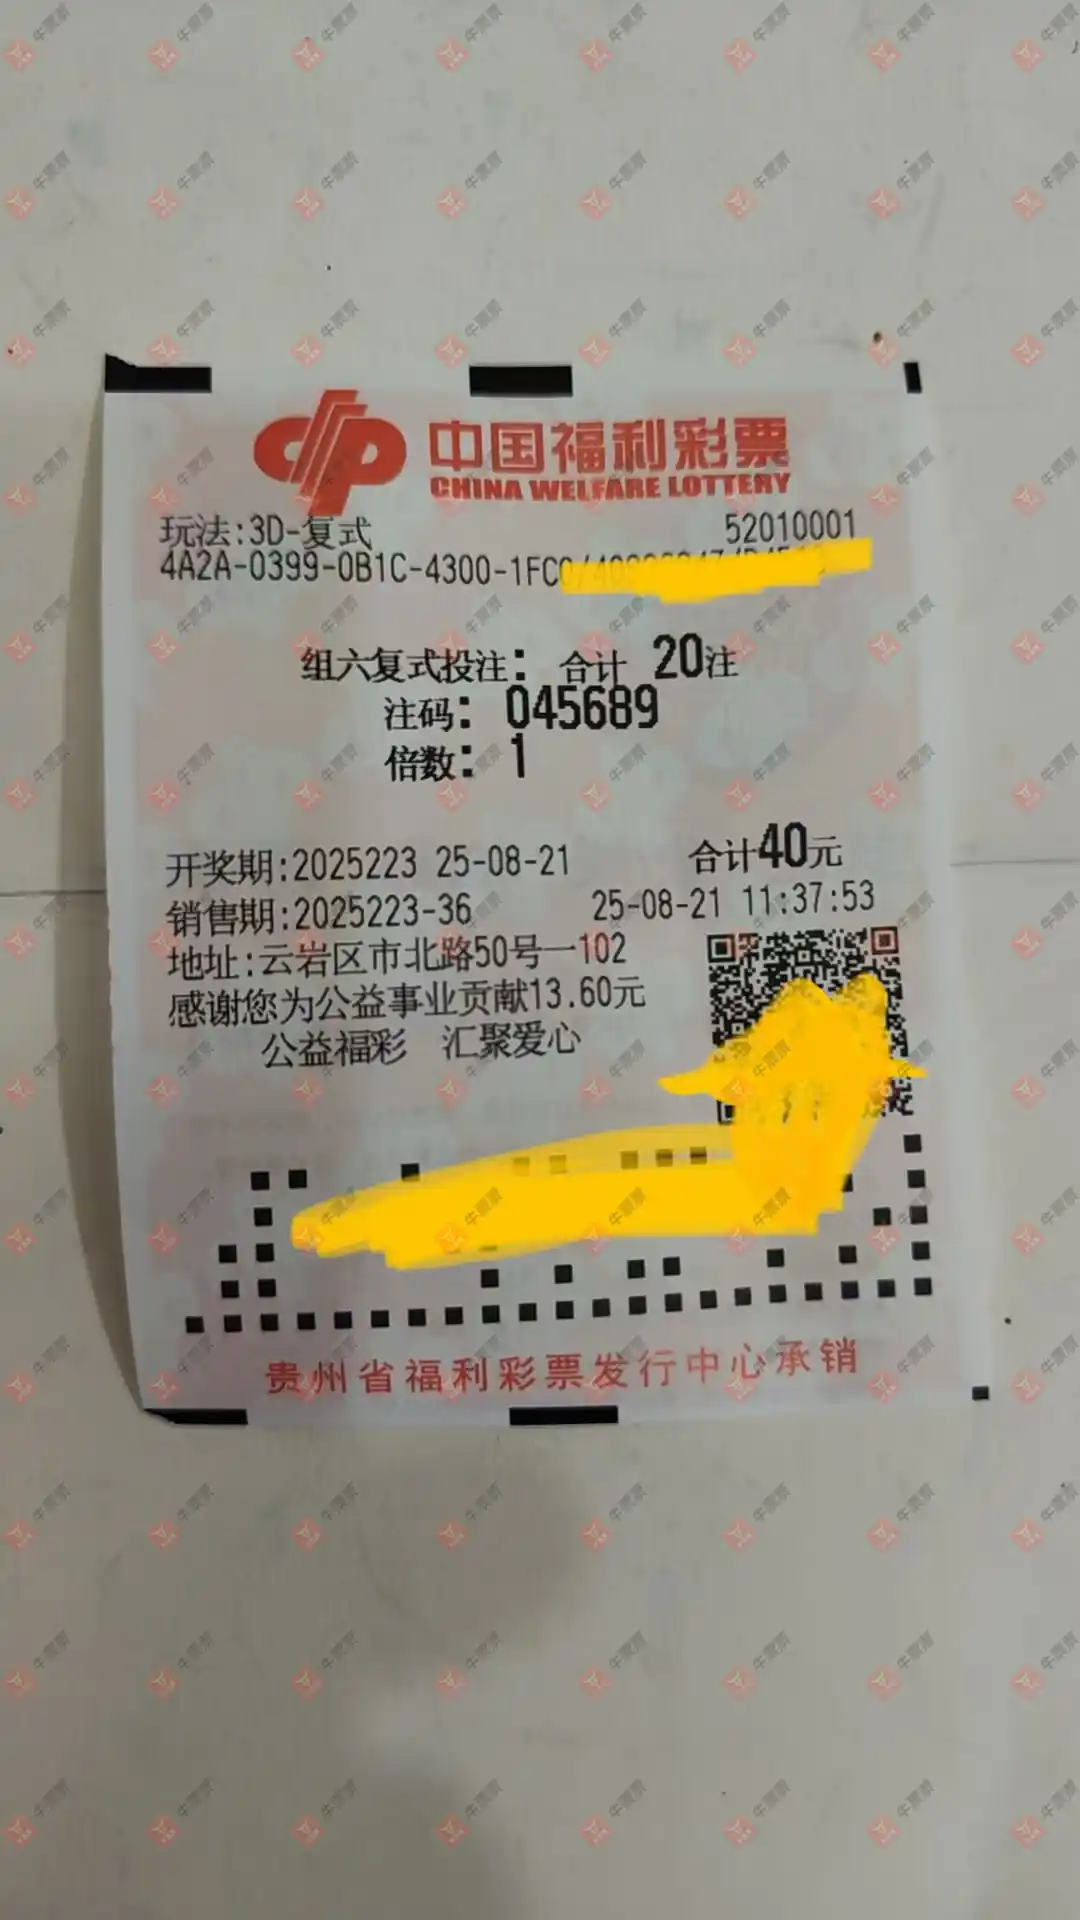 中国福利彩票
CHINA WELFARE LOTTERY
玩法:3D-复式 52010001
4A2A-0399-0B1C-4300-1FC
组六复式投注: 合计 20注
注码: 045689
倍数: 1
开奖期:2025223 25-08-21 合计40元
销售期:2025223-36 25-08-21 11:37:53
地址:云岩区市北路50号一102
感谢您为公益事业贡献13.60元
公益福彩 汇聚爱心
贵州省福利彩票发行中心承销